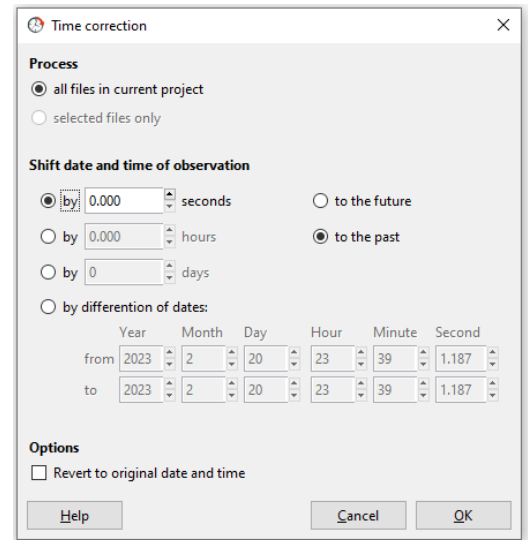 Time correction
Process
all files in current project
selected files only
Shift date and time of observation
by 0.000 seconds to the future
by 0.000 hours to the past
by 0 days
by differention of dates:
Year Month Day Hour Minute Second
from 2023 2 20 23 39 1.187
to 2023 2 20 23 39 1.187
Options
Revert to original date and time
Help Cancel OK